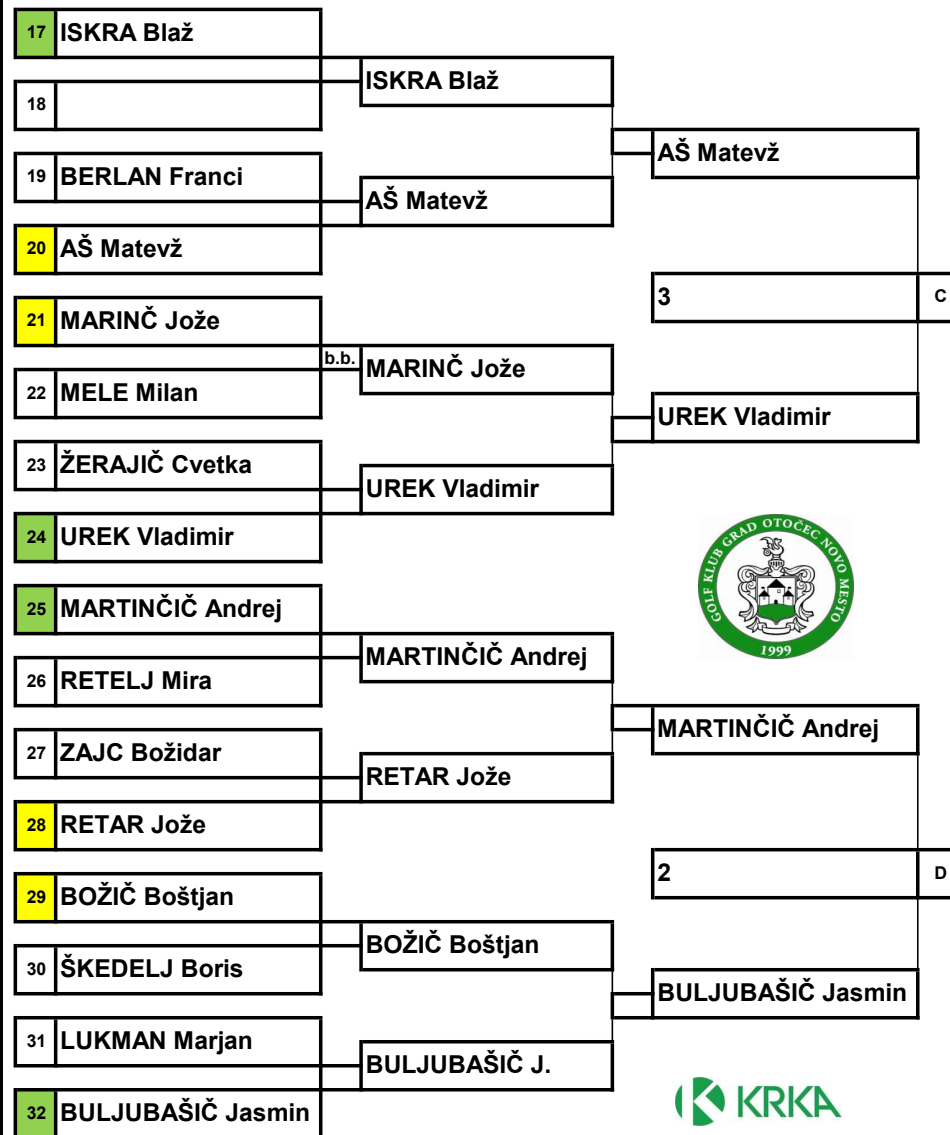 17 ISKRA Blaž
ISKRA Blaž
18
AŠ Matevž
19 BERLAN Franci
AŠ Matevž
20 AŠ Matevž
3 C
21 MARINČ Jože
b.b. MARINČ Jože
22 MELE Milan
UREK Vladimir
23 ŽERAJIČ Cvetka
UREK Vladimir
24 UREK Vladimir
GOLF KLUB GRAD OTOČEC NOVO MESTO
1999
25 MARTINČIČ Andrej
MARTINČIČ Andrej
26 RETELJ Mira
MARTINČIČ Andrej
27 ZAJC Božidar
RETAR Jože
28 RETAR Jože
2 D
29 BOŽIČ Boštjan
BOŽIČ Boštjan
30 ŠKEDELJ Boris
BULJUBAŠIČ Jasmin
31 LUKMAN Marjan
BULJUBAŠIČ J.
32 BULJUBAŠIČ Jasmin
KRKA